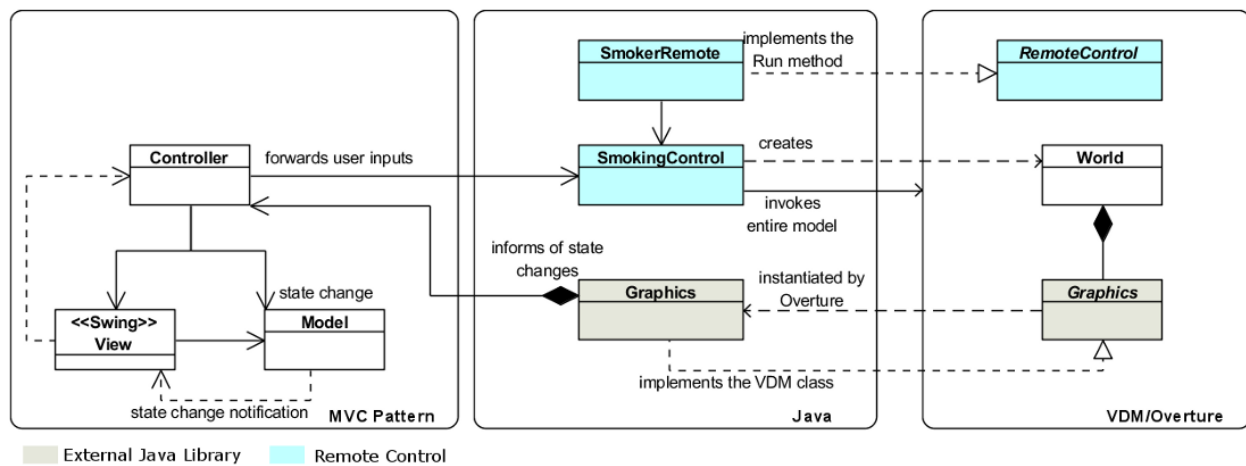 SmokerRemote
implements the
Run method
RemoteControl
Controller
forwards user inputs
SmokingControl
creates
World
invokes
entire model
informs of state
changes
instantiated by
Overture
Graphics
Graphics
state change
<<Swing>>
View
Model
implements the VDM class
state change notification
MVC Pattern
Java
VDM/Overture
External Java Library
Remote Control